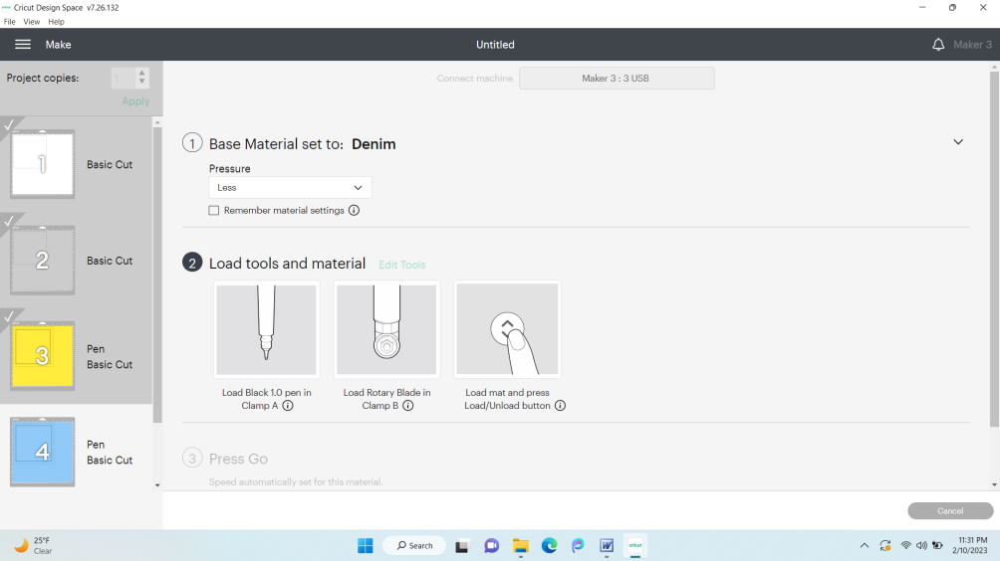 Cricut Design Space v7.26.132
File View Help
Make
Untitled
Maker 3
Project copies:
1
Apply
Connect machine
Maker 3 : 3 USB
1
Basic Cut
2
Basic Cut
3
Pen
Basic Cut
4
Pen
Basic Cut
1 Base Material set to: Denim
Pressure
Less
Remember material settings
2 Load tools and material Edit Tools
Load Black 1.0 pen in
Clamp A
Load Rotary Blade in
Clamp B
Load mat and press
Load/Unload button
3 Press Go
Speed automatically set for this material.
Cancel
25°F
Clear
Search
cricut
11:31 PM
2/10/2023